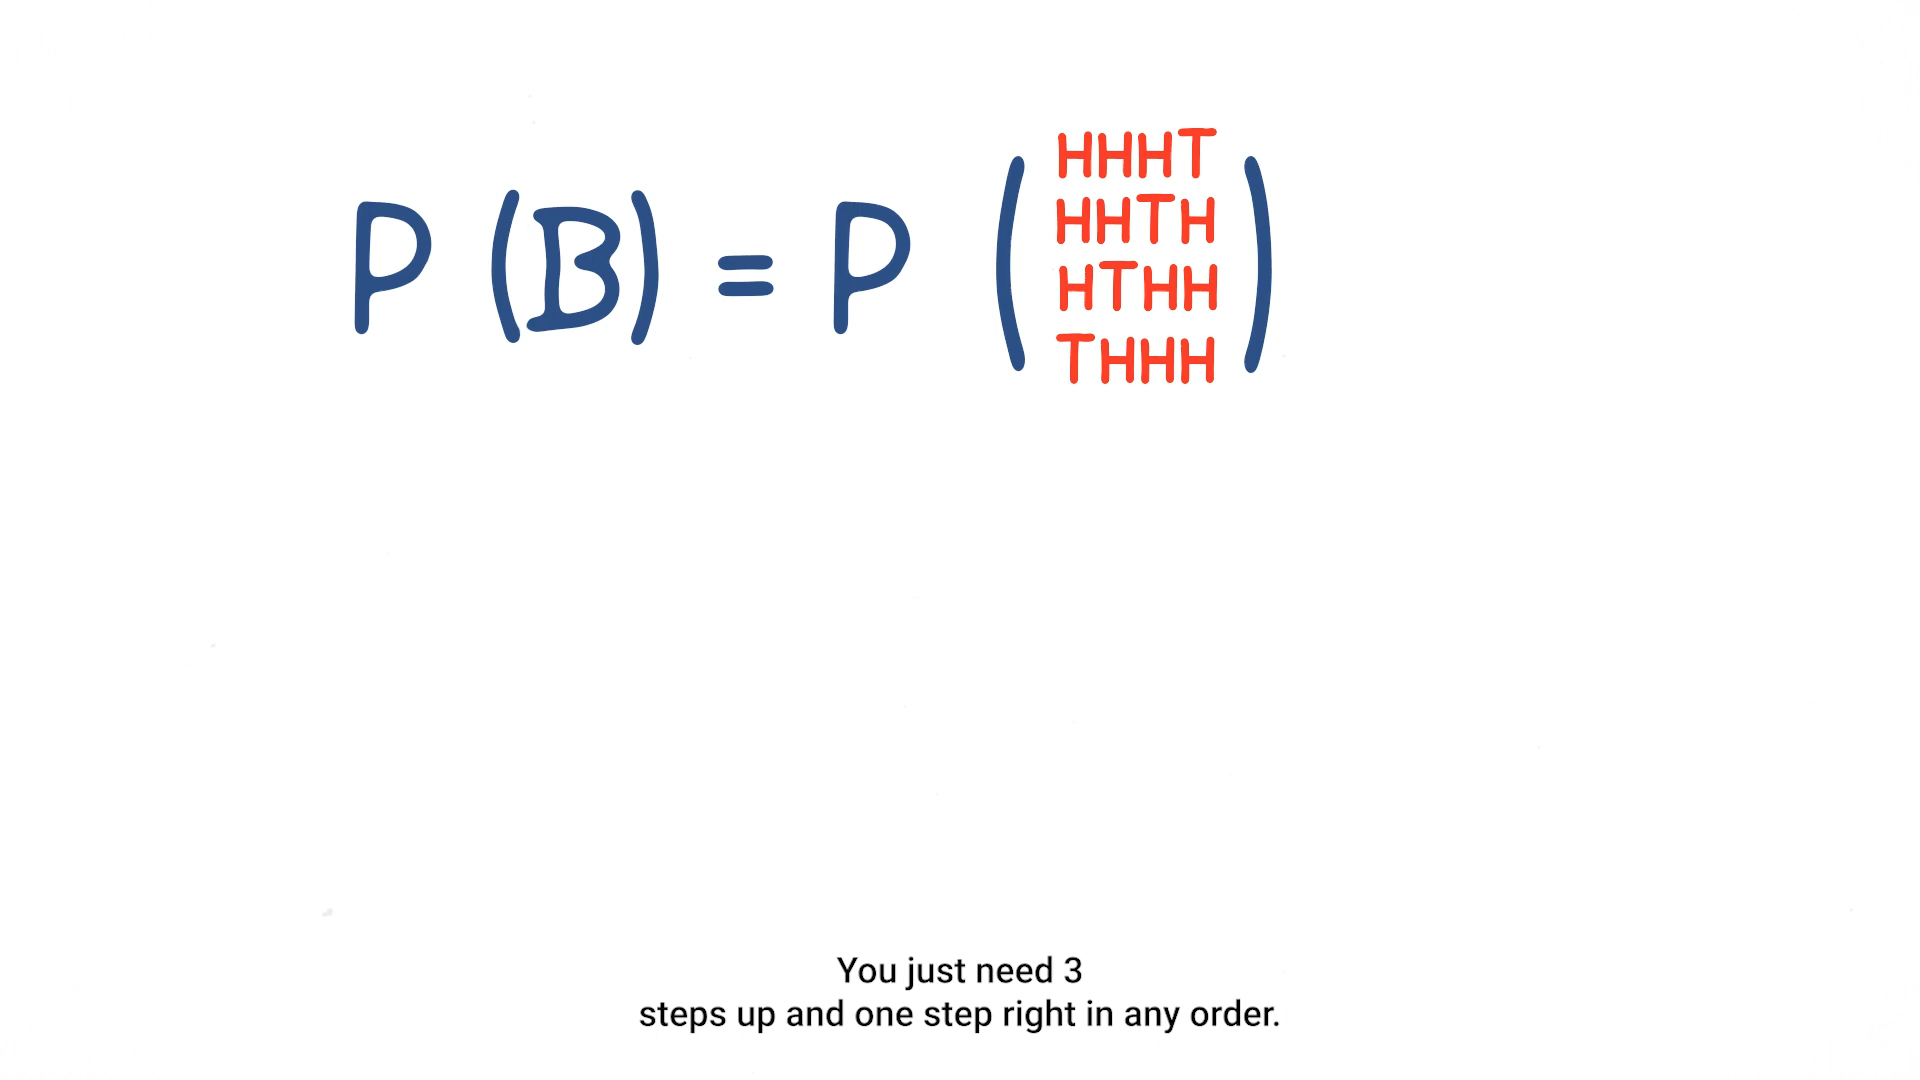 HHHT
HHTH
P (B) = P ( )
HTHH
THHH
You just need 3
steps up and one step right in any order.